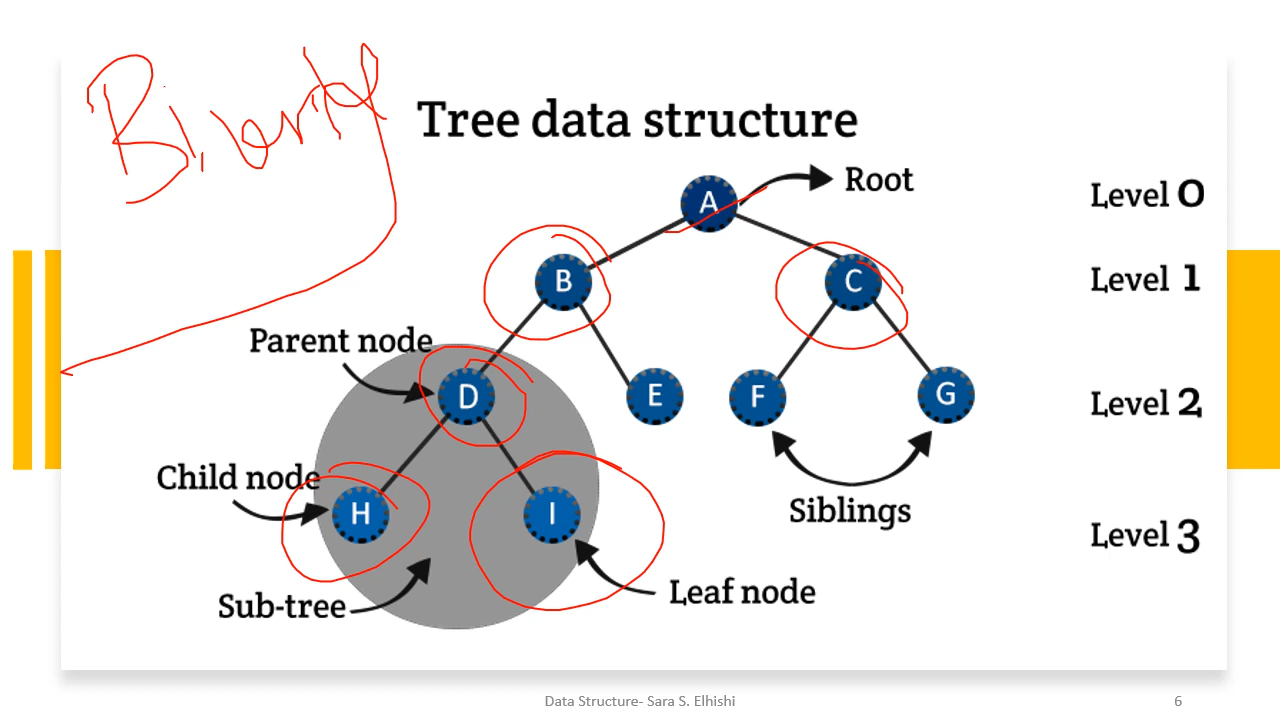 Tree data structure
A
Root
Level 0
B
C
Level 1
Parent node
D
E
F
G
Level 2
Child node
H
I
Siblings
Level 3
Sub-tree
Leaf node
Data Structure- Sara S. Elhishi
6